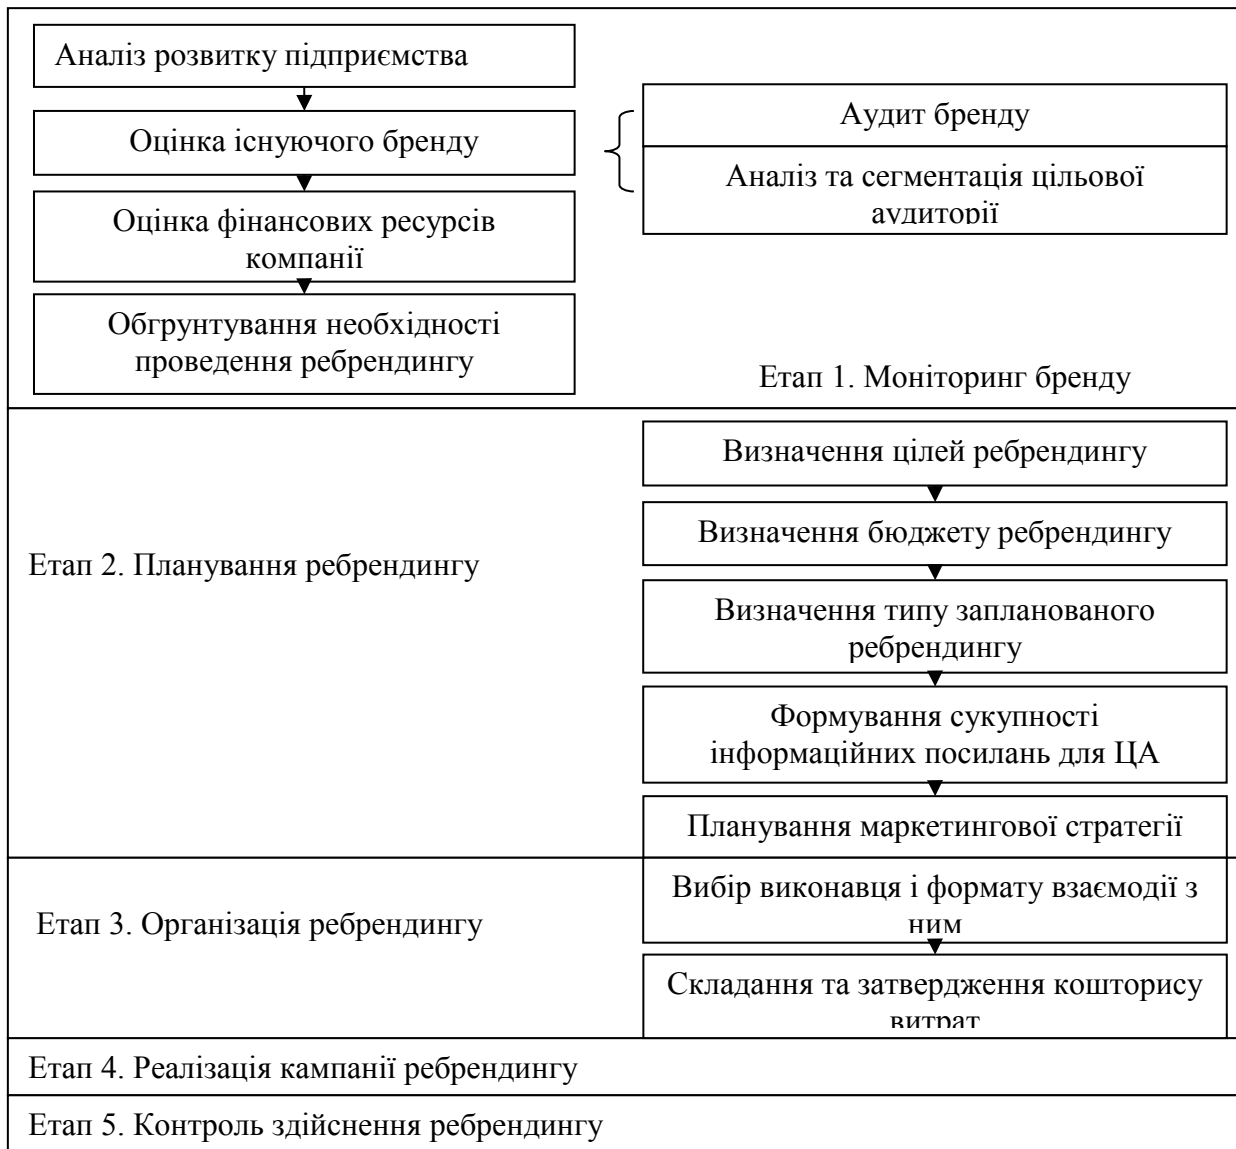 Аналіз розвитку підприємства
Оцінка існуючого бренду
Оцінка фінансових ресурсів
компанії
Обгрунтування необхідності
проведення ребрендингу
Аудит бренду
Аналіз та сегментація цільової
аудиторії
Етап 1. Моніторинг бренду
Етап 2. Планування ребрендингу
Визначення цілей ребрендингу
Визначення бюджету ребрендингу
Визначення типу запланованого
ребрендингу
Формування сукупності
інформаційних посилань для ЦА
Планування маркетингової стратегії
Етап 3. Організація ребрендингу
Вибір виконавця і формату взаємодії з
ним
Складання та затвердження кошторису
витрат
Етап 4. Реалізація кампанії ребрендингу
Етап 5. Контроль здійснення ребрендингу